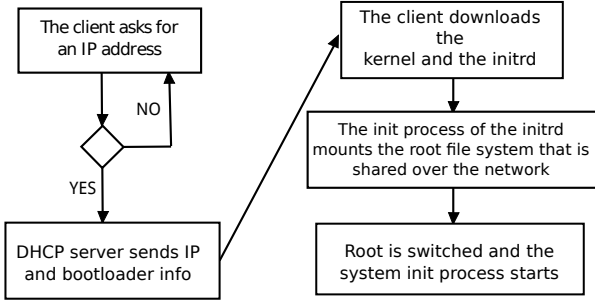 The client asks for
an IP address
NO
YES
DHCP server sends IP
and bootloader info
The client downloads
the
kernel and the initrd
The init process of the initrd
mounts the root file system that is
shared over the network
Root is switched and the
system init process starts